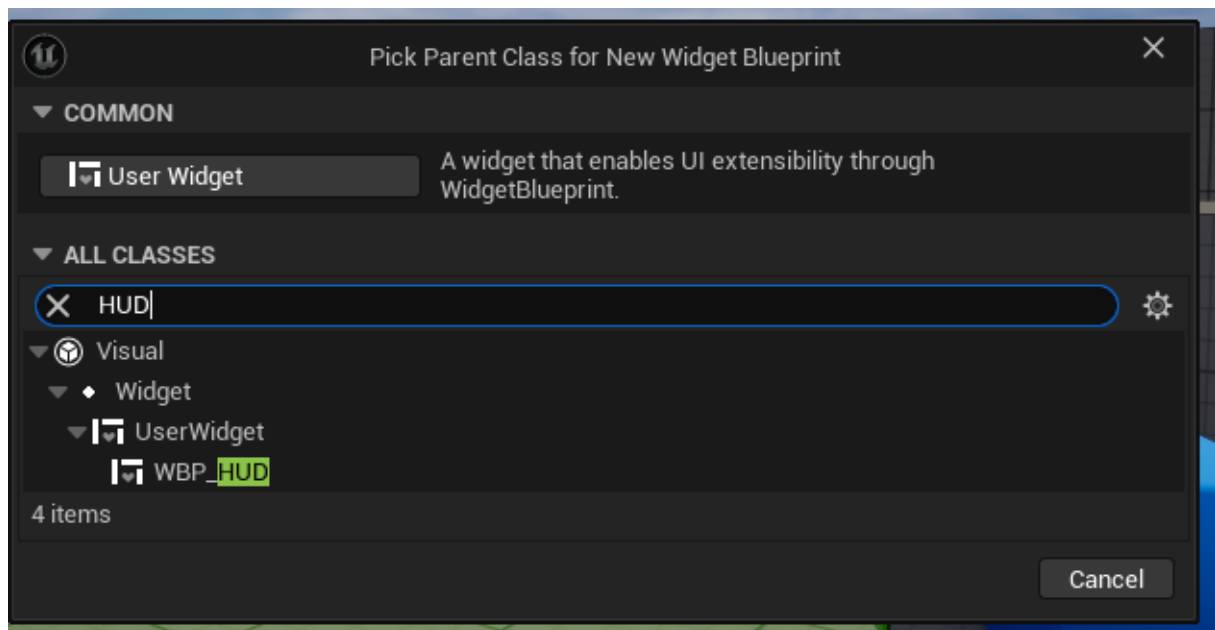 Pick Parent Class for New Widget Blueprint
COMMON
User Widget
A widget that enables UI extensibility through
WidgetBlueprint.
ALL CLASSES
HUD
Visual
Widget
UserWidget
WBP_HUD
4 items
Cancel